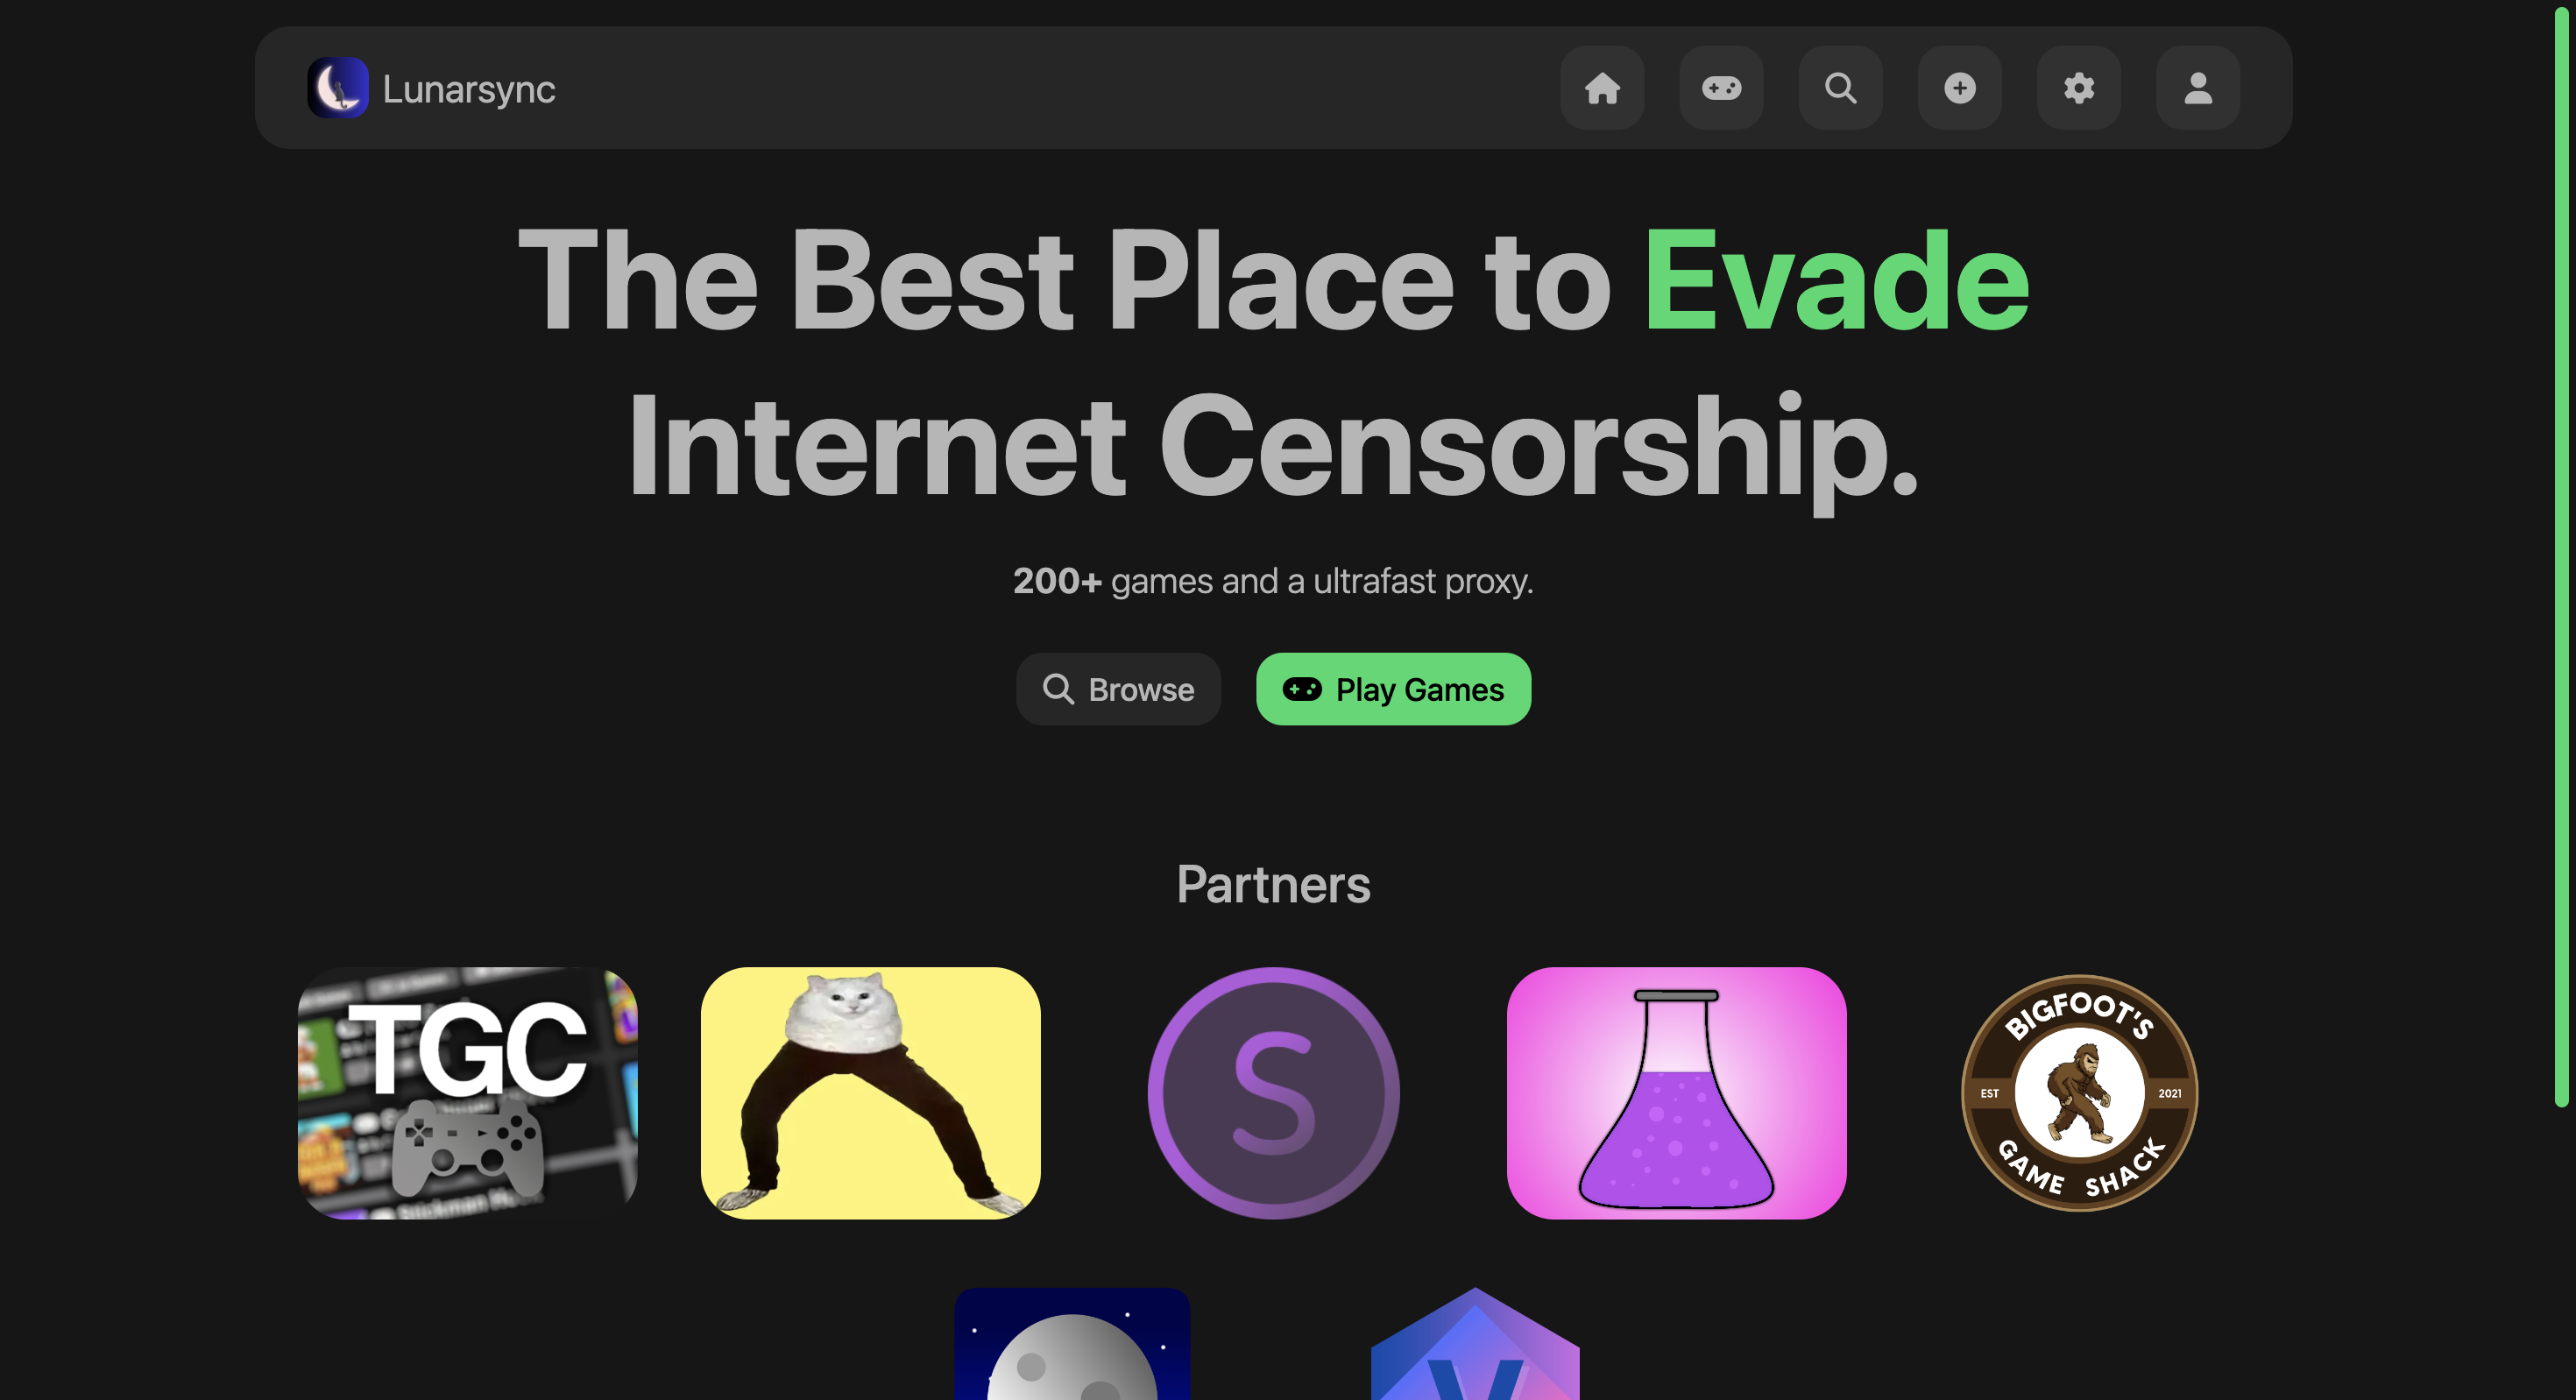 Lunarsync
The Best Place to Evade
Internet Censorship.
200+ games and a ultrafast proxy.
Browse
Play Games
Partners
TGC
S
BIGFOOT'S
EST
2021
GAME SHACK
V